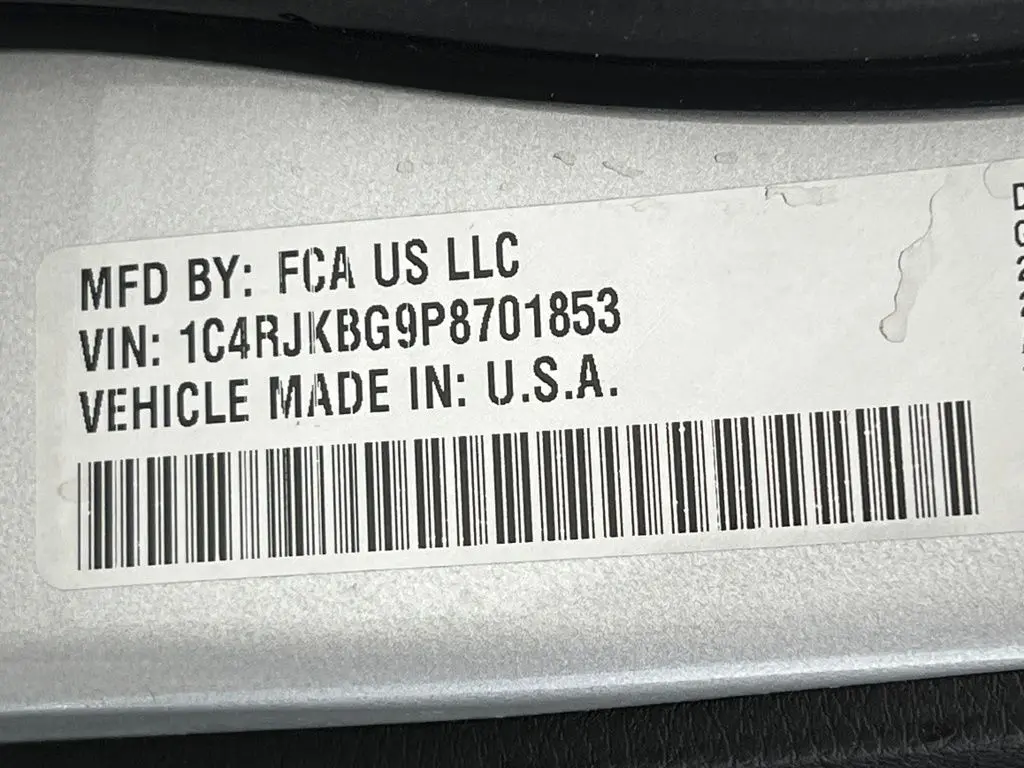 MFD BY: FCA US LLC
VIN: 1C4RJKBG9P8701853
VEHICLE MADE IN: U.S.A.